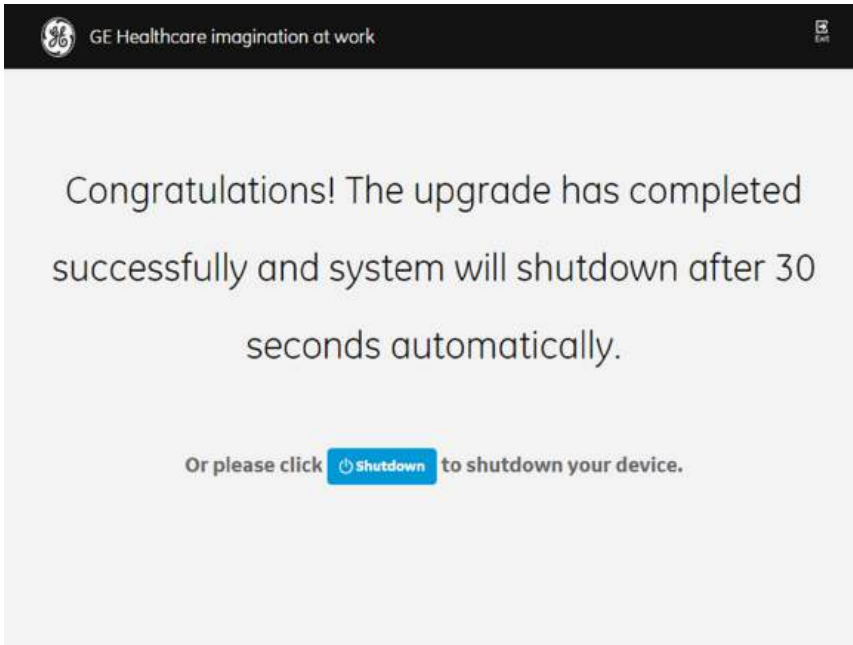 GE Healthcare imagination at work
Exit
Congratulations! The upgrade has completed
successfully and system will shutdown after 30
seconds automatically.
Or please click Shutdown to shutdown your device.